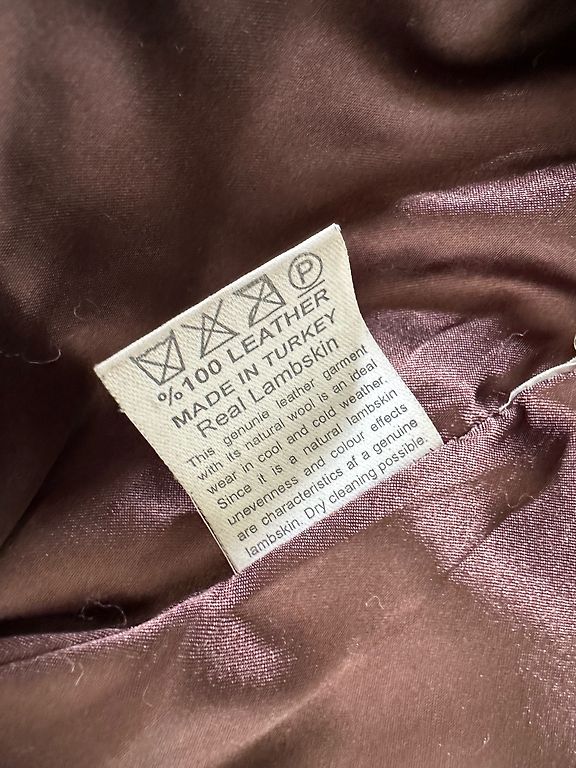 P
%100 LEATHER
MADE IN TURKEY
Real Lambskin
This genunie leather garment
with its natural wool is an ideal
wear in cool and cold weather.
Since it is a natural lambskin
unevenness and colour effects
are characteristics af a genuine
lambskin. Dry cleaning possible.